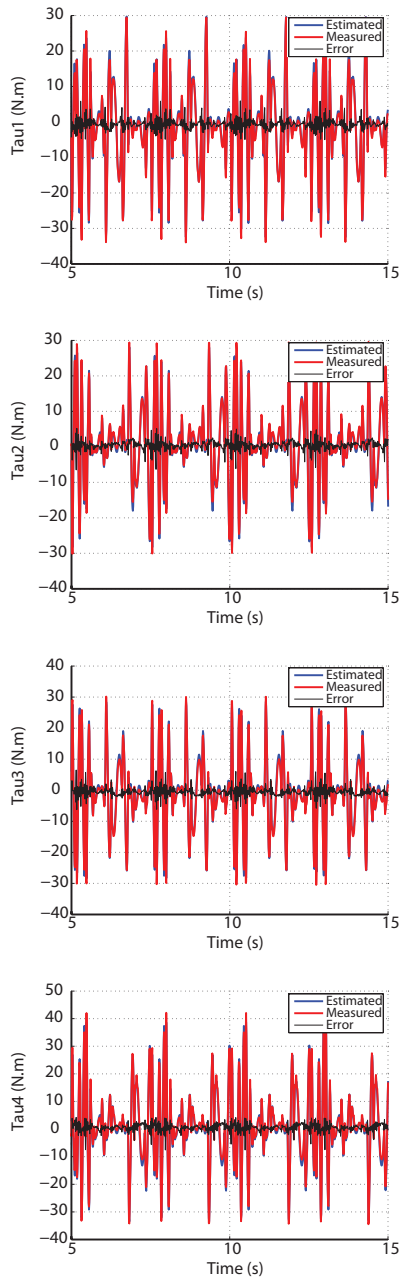 30
20
10
0
−10
−20
−30
−40
Tau1 (N.m)
Estimated
Measured
Error
5
10
15
Time (s)
30
20
10
0
−10
−20
−30
−40
Tau2 (N.m)
Estimated
Measured
Error
5
10
15
Time (s)
40
30
20
10
0
−10
−20
−30
−40
Tau3 (N.m)
Estimated
Measured
Error
5
10
15
Time (s)
50
40
30
20
10
0
−10
−20
−30
−40
Tau4 (N.m)
Estimated
Measured
Error
5
10
15
Time (s)